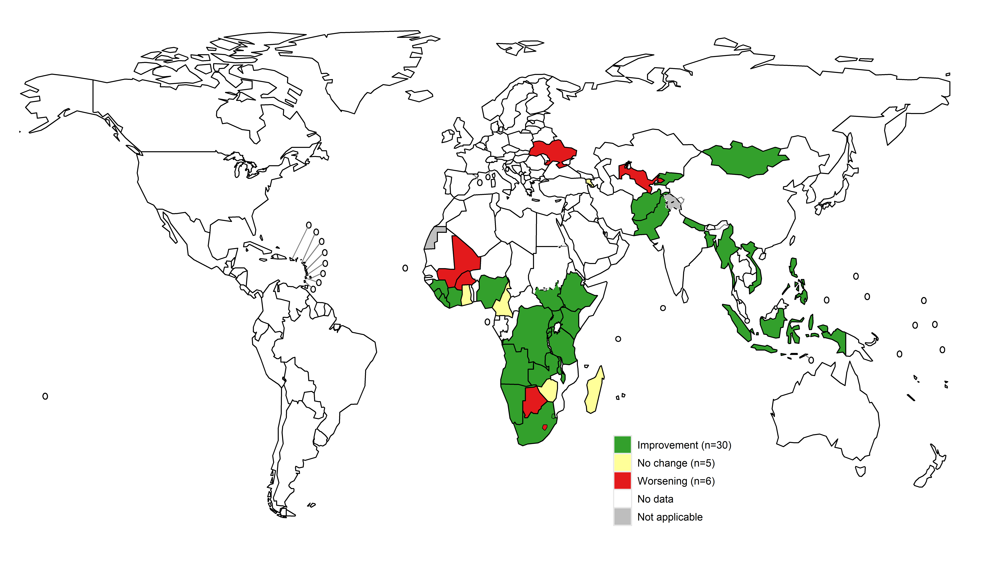 Improvement (n=30)
No change (n=5)
Worsening (n=6)
No data
Not applicable